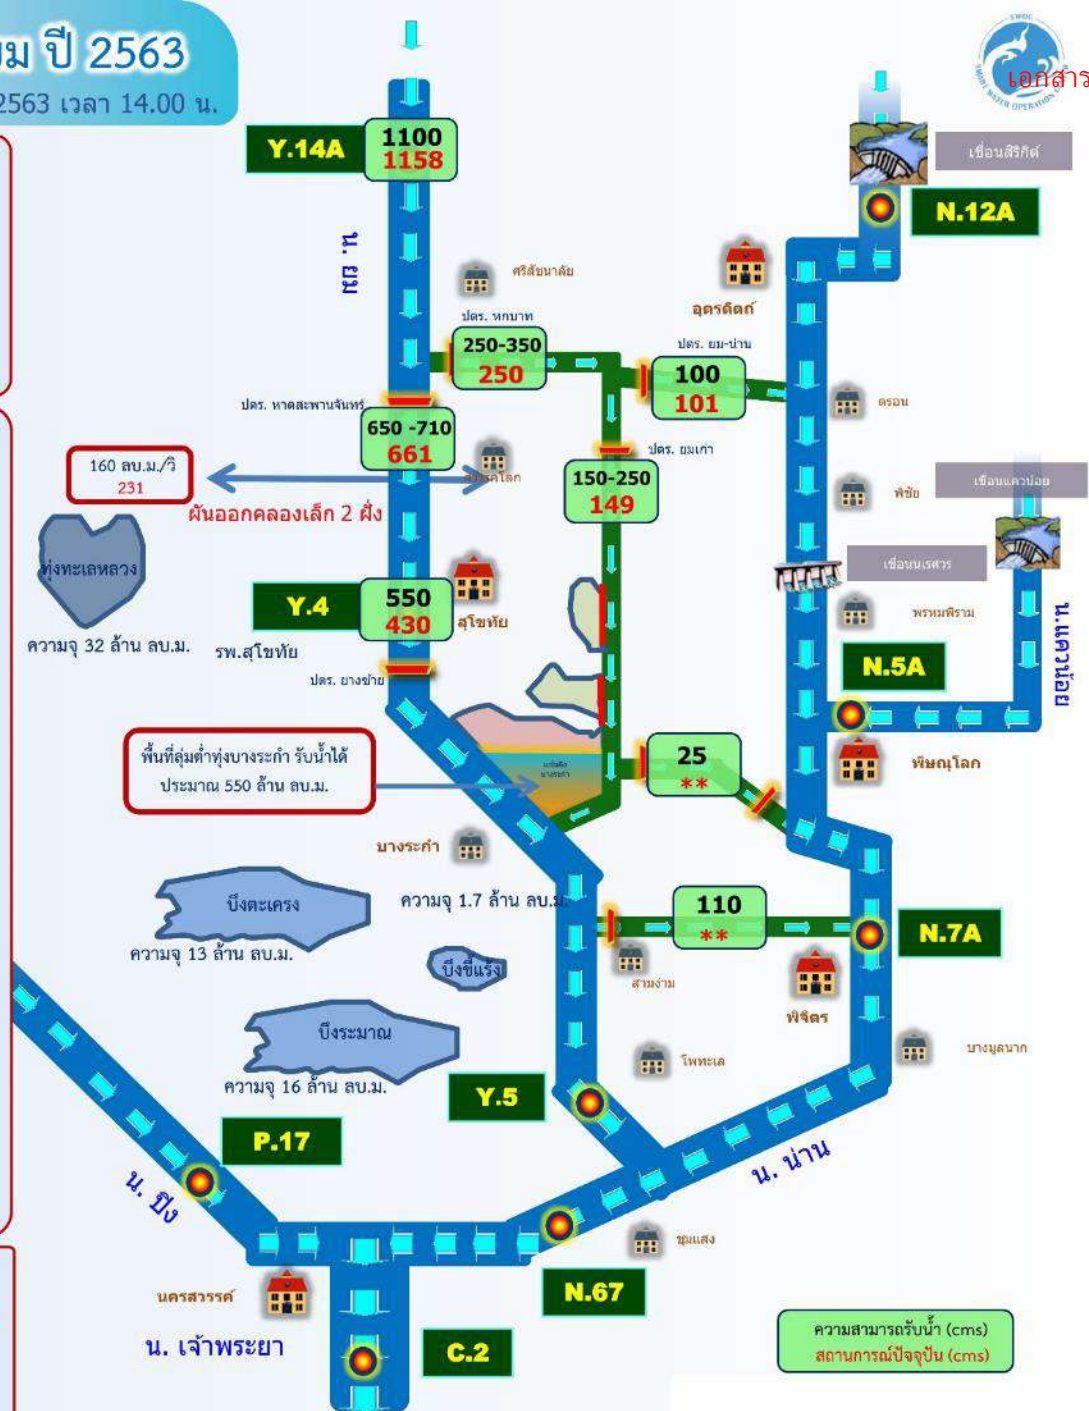 ยม ปี 2563
2563 เวลา 14.00 น.
SWOC
SMART WATER OPERATION
เอกสาร
Y.14A
1100
1158
เขื่อนสิริกิต์
N.12A
น. ยม
ศรีสัชนาลัย
อุตรดิตถ์
ปตร. หกบาท
250-350
250
ปตร. ยม-น่าน
100
101
ตรอน
ปตร. หาดสะพานจันทร์
650 -710
661
ปตร. ยมเก่า
160 ลบ.ม./วิ
231
สวรรคโลก
150-250
149
พิชัย
เขื่อนแควน้อย
ผันออกคลองเล็ก 2 ฝั่ง
ทุ่งทะเลหลวง
เขื่อนนเรศวร
Y.4
550
430
สุโขทัย
พรหมพิราม
น.แควน้อย
ความจุ 32 ล้าน ลบ.ม.
รพ.สุโขทัย
ปตร. ยางซ้าย
N.5A
พื้นที่ลุ่มต่ำทุ่งบางระกำ รับน้ำได้
ประมาณ 550 ล้าน ลบ.ม.
25
**
พิษณุโลก
บางระกำ
บึงตะเครง
ความจุ 1.7 ล้าน ลบ.ม.
110
**
N.7A
ความจุ 13 ล้าน ลบ.ม.
บึงขี้แร้ง
สามง่าม
พิจิตร
บึงระมาณ
โพทะเล
บางมูลนาก
ความจุ 16 ล้าน ลบ.ม.
Y.5
P.17
น. ปิง
น. น่าน
ชุมแสง
นครสวรรค์
N.67
น. เจ้าพระยา
C.2
ความสามารถรับน้ำ (cms)
สถานการณ์ปัจจุบัน (cms)